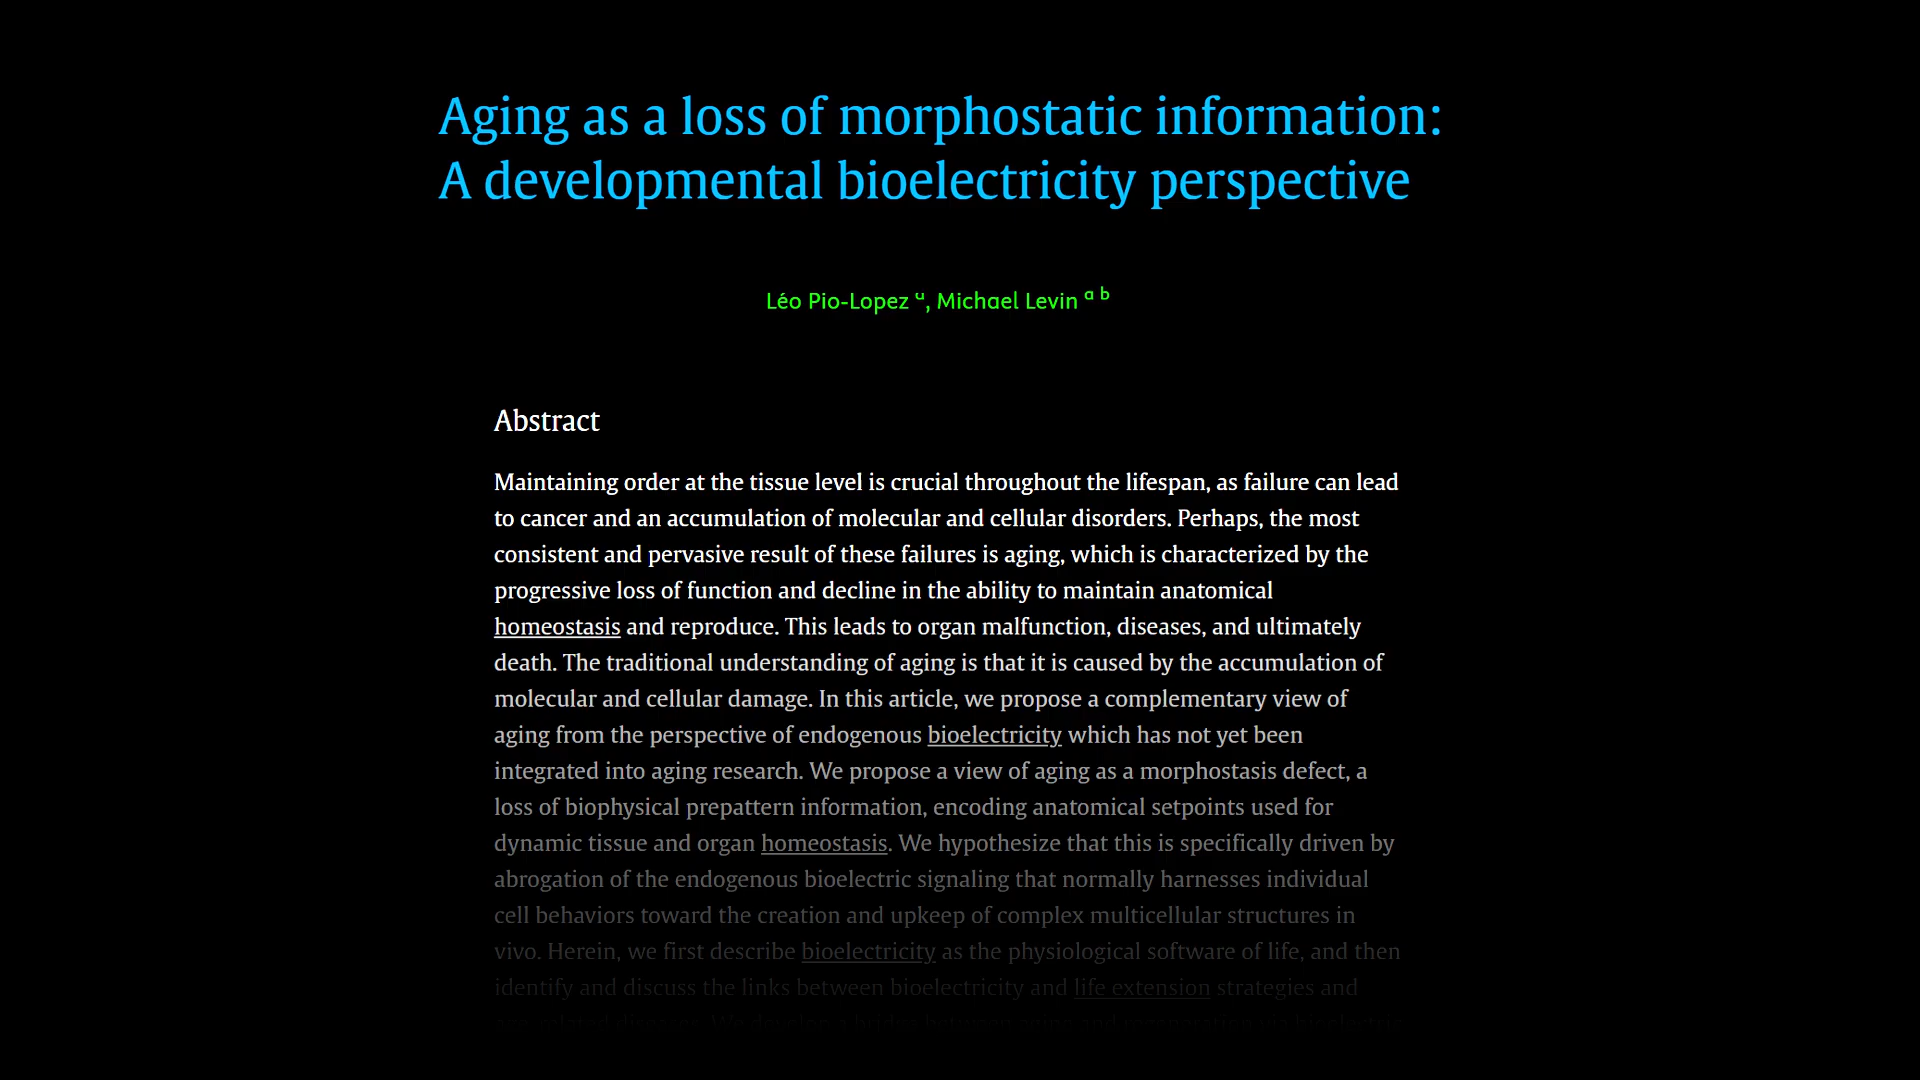 Aging as a loss of morphostatic information:
A developmental bioelectricity perspective
Léo Pio-Lopez a, Michael Levin a b
Abstract
Maintaining order at the tissue level is crucial throughout the lifespan, as failure can lead
to cancer and an accumulation of molecular and cellular disorders. Perhaps, the most
consistent and pervasive result of these failures is aging, which is characterized by the
progressive loss of function and decline in the ability to maintain anatomical
homeostasis and reproduce. This leads to organ malfunction, diseases, and ultimately
death. The traditional understanding of aging is that it is caused by the accumulation of
molecular and cellular damage. In this article, we propose a complementary view of
aging from the perspective of endogenous bioelectricity which has not yet been
integrated into aging research. We propose a view of aging as a morphostasis defect, a
loss of biophysical prepattern information, encoding anatomical setpoints used for
dynamic tissue and organ homeostasis. We hypothesize that this is specifically driven by
abrogation of the endogenous bioelectric signaling that normally harnesses individual
cell behaviors toward the creation and upkeep of complex multicellular structures in
vivo. Herein, we first describe bioelectricity as the physiological software of life, and then
identify and discuss the links between bioelectricity and life extension strategies and